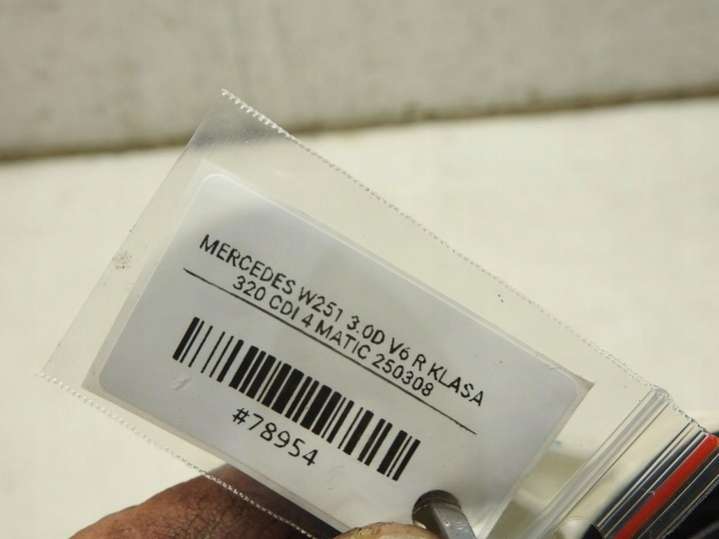 MERCEDES W251 3.0D V6 R KLASA
320 CDI 4 MATIC 250308
#78954